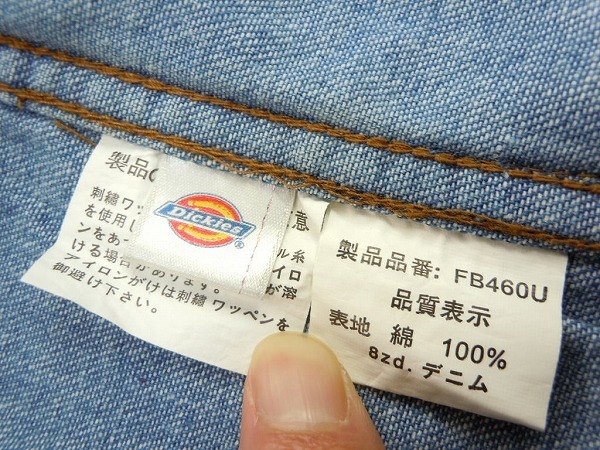 製品
意
刺繍ワッ
を使用し
ル糸
ンをあ
イロ
ける場合があります。
が溶
アイロンがけは刺繍ワッペンを
御避け下さい。
Dickies
®
製品品番: FB460U
品質表示
表地 綿 100%
8zd. デニム